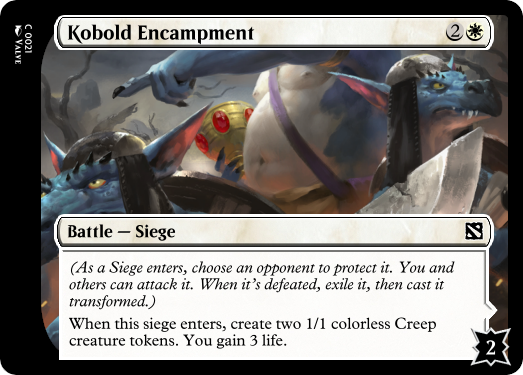 Kobold Encampment 2
C 0021
VALVE
Battle — Siege
(As a Siege enters, choose an opponent to protect it. You and
others can attack it. When it's defeated, exile it, then cast it
transformed.)
When this siege enters, create two 1/1 colorless Creep
creature tokens. You gain 3 life.
2